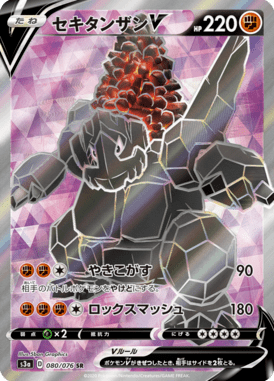 たね セキタンザンV HP220
やきこがす 90
相手のバトルポケモンをやけどにする。
ロックスマッシュ 180
弱点 ×2 抵抗力 にげる
Vルール
ポケモンVがきぜつしたとき、相手はサイドを2枚とる。
s3a D 080/076 SR